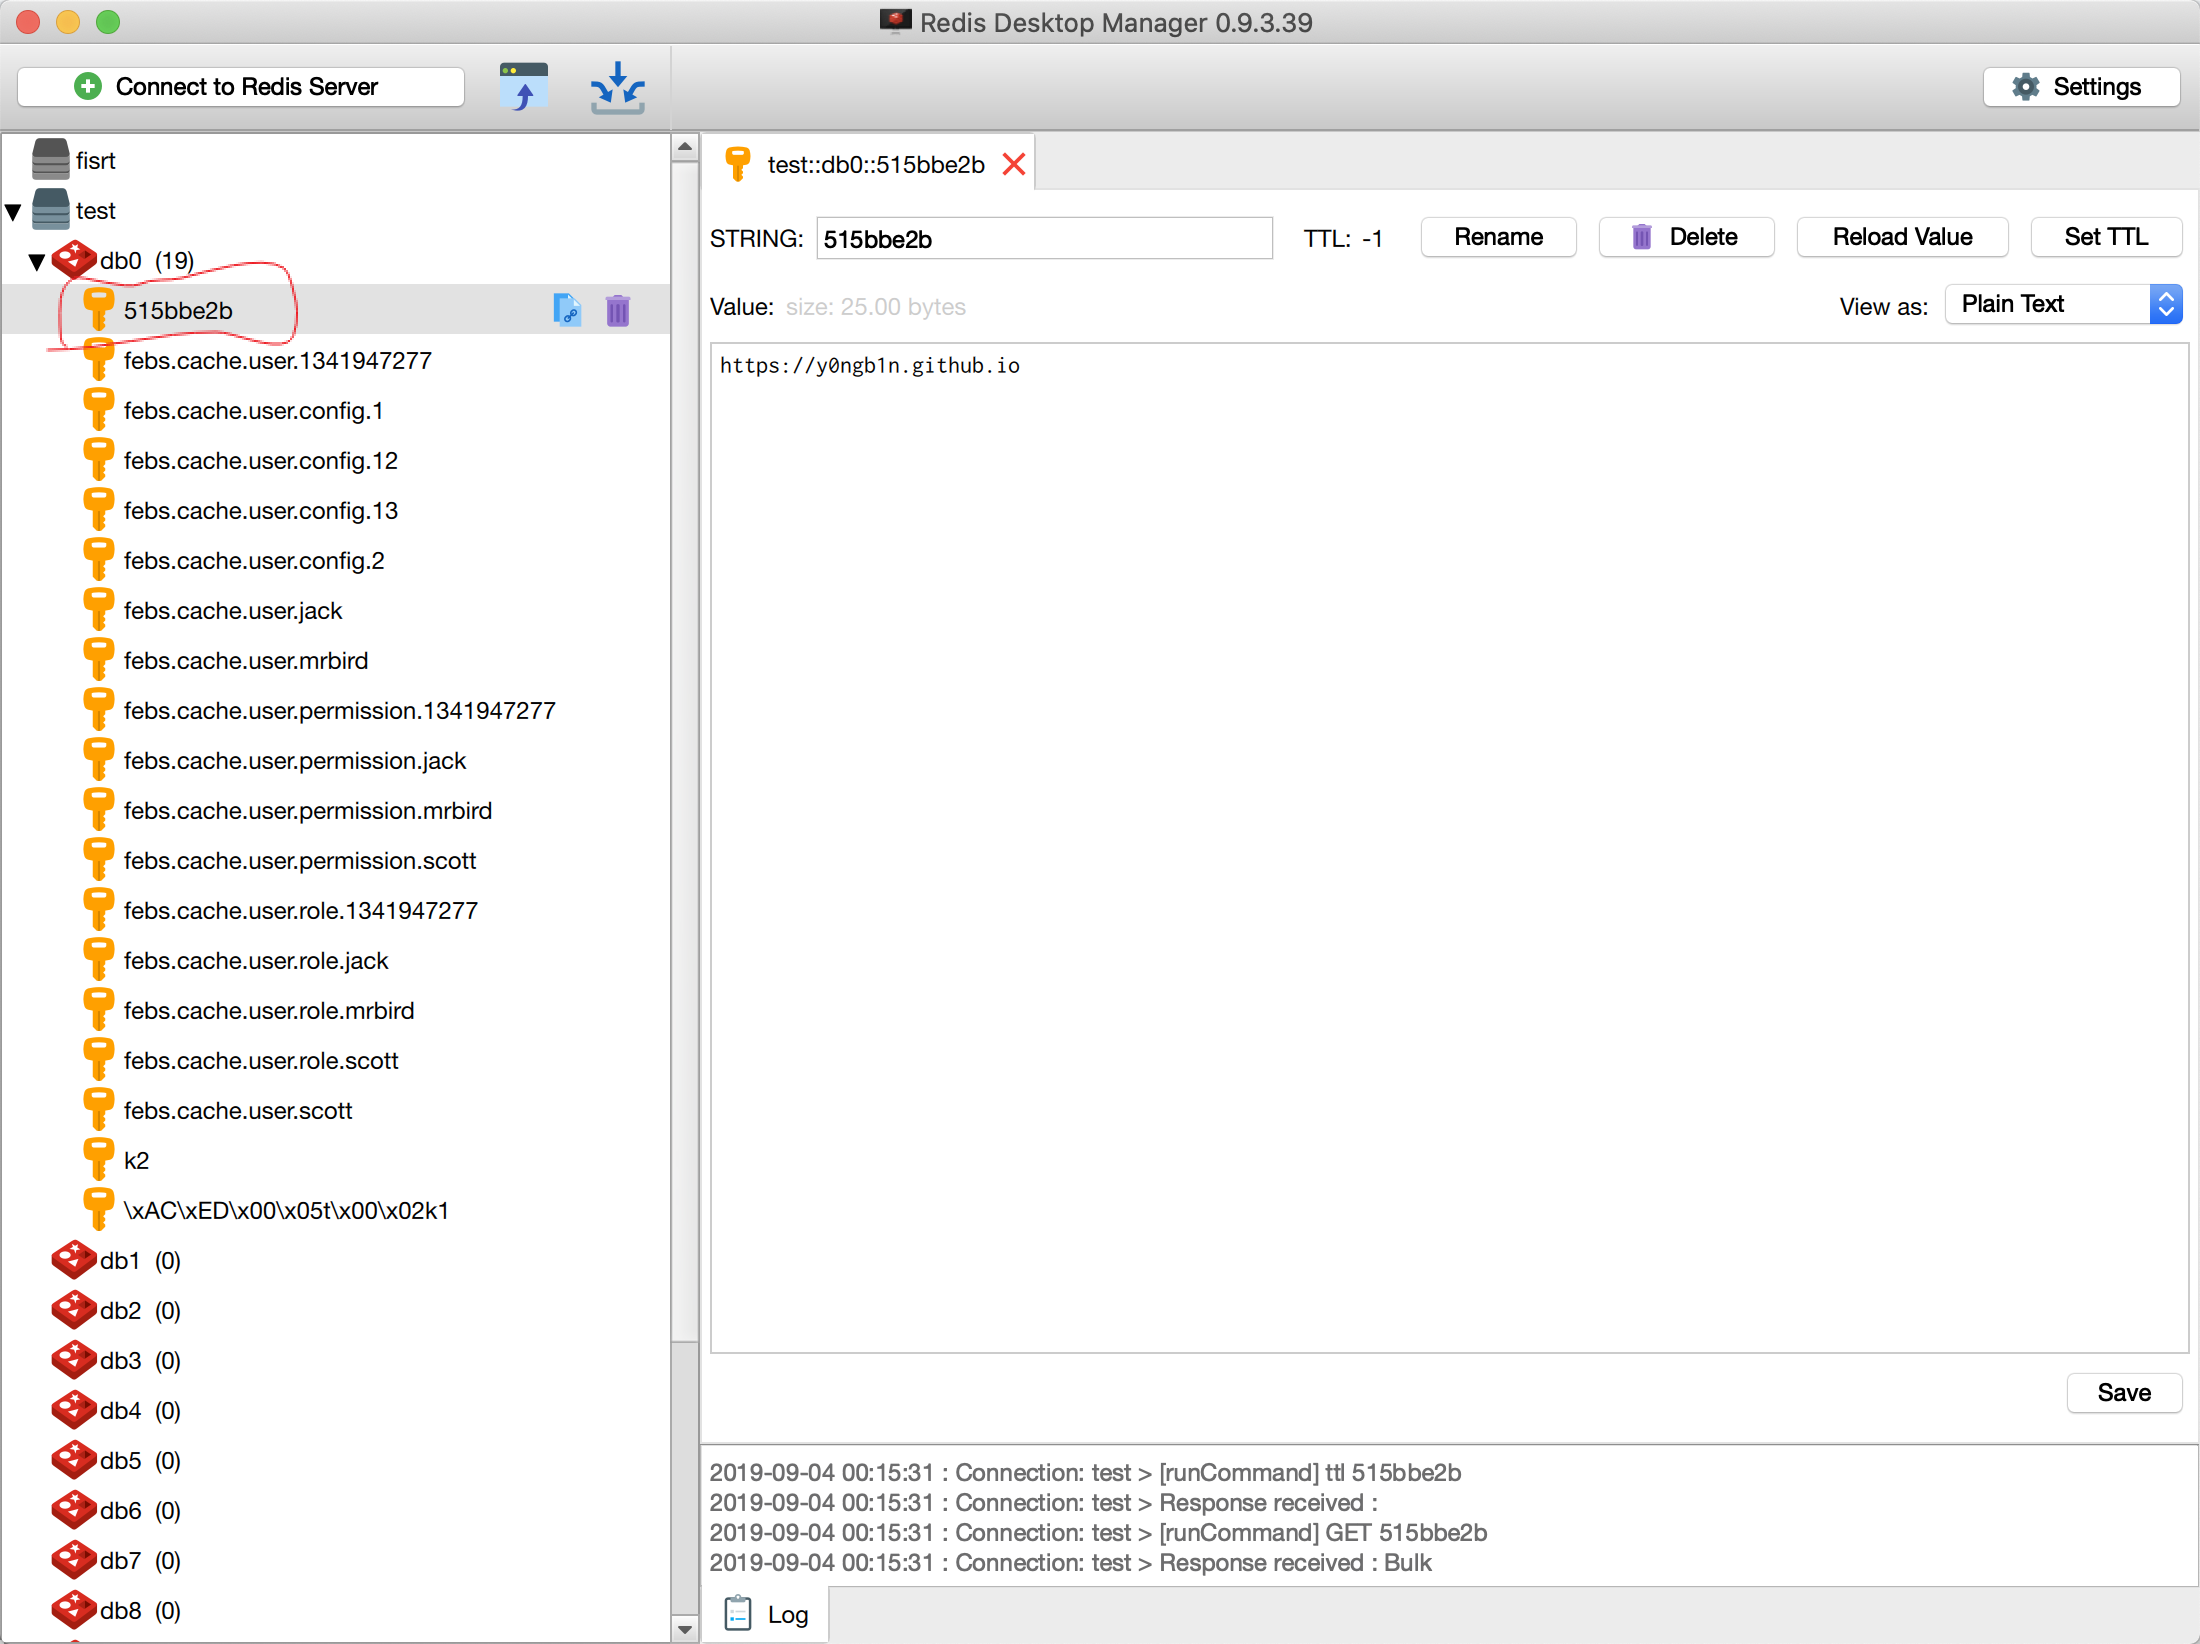 Redis Desktop Manager 0.9.3.39
Connect to Redis Server
Settings
fisrt
test
db0 (19)
515bbe2b
febs.cache.user.1341947277
febs.cache.user.config.1
febs.cache.user.config.12
febs.cache.user.config.13
febs.cache.user.config.2
febs.cache.user.jack
febs.cache.user.mrbird
febs.cache.user.permission.1341947277
febs.cache.user.permission.jack
febs.cache.user.permission.mrbird
febs.cache.user.permission.scott
febs.cache.user.role.1341947277
febs.cache.user.role.jack
febs.cache.user.role.mrbird
febs.cache.user.role.scott
febs.cache.user.scott
k2
\xAC\xED\x00\x05t\x00\x02k1
db1 (0)
db2 (0)
db3 (0)
db4 (0)
db5 (0)
db6 (0)
db7 (0)
db8 (0)
test::db0::515bbe2b
STRING: 515bbe2b TTL: -1 Rename Delete Reload Value Set TTL
Value: size: 25.00 bytes View as: Plain Text
https://y0ngb1n.github.io
Save
2019-09-04 00:15:31 : Connection: test > [runCommand] ttl 515bbe2b
2019-09-04 00:15:31 : Connection: test > Response received :
2019-09-04 00:15:31 : Connection: test > [runCommand] GET 515bbe2b
2019-09-04 00:15:31 : Connection: test > Response received : Bulk
Log